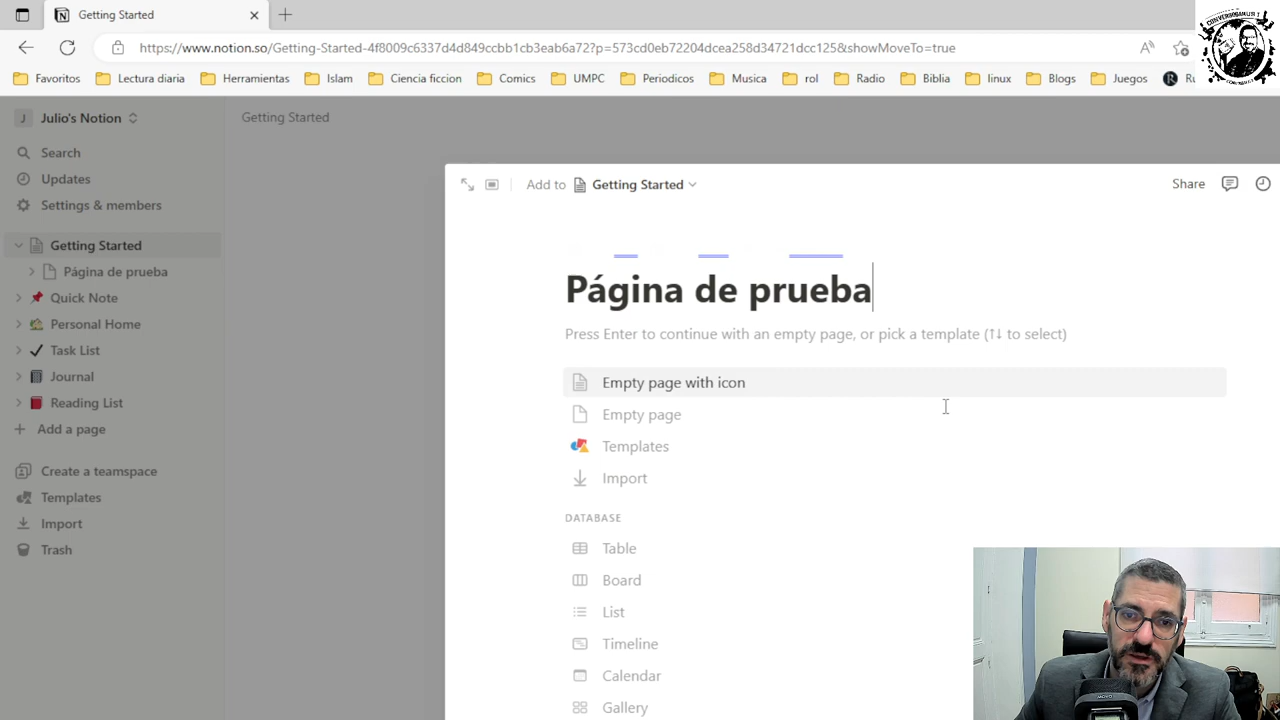 Getting Started
https://www.notion.so/Getting-Started-4f8009c6337d4d849ccbb1cb3eab6a72?p=573cd0eb72204dcea258d34721dcc125&showMoveTo=true
Favoritos
Lectura diaria
Herramientas
Islam
Ciencia ficcion
Comics
UMPC
Periodicos
Musica
rol
Radio
Biblia
linux
Blogs
Juegos
J Julio's Notion
Getting Started
Search
Updates
Settings & members
Getting Started
Página de prueba
Quick Note
Personal Home
Task List
Journal
Reading List
Add a page
Create a teamspace
Templates
Import
Trash
Add to Getting Started
Share
Página de prueba
Press Enter to continue with an empty page, or pick a template (↑↓ to select)
Empty page with icon
Empty page
Templates
Import
DATABASE
Table
Board
List
Timeline
Calendar
Gallery